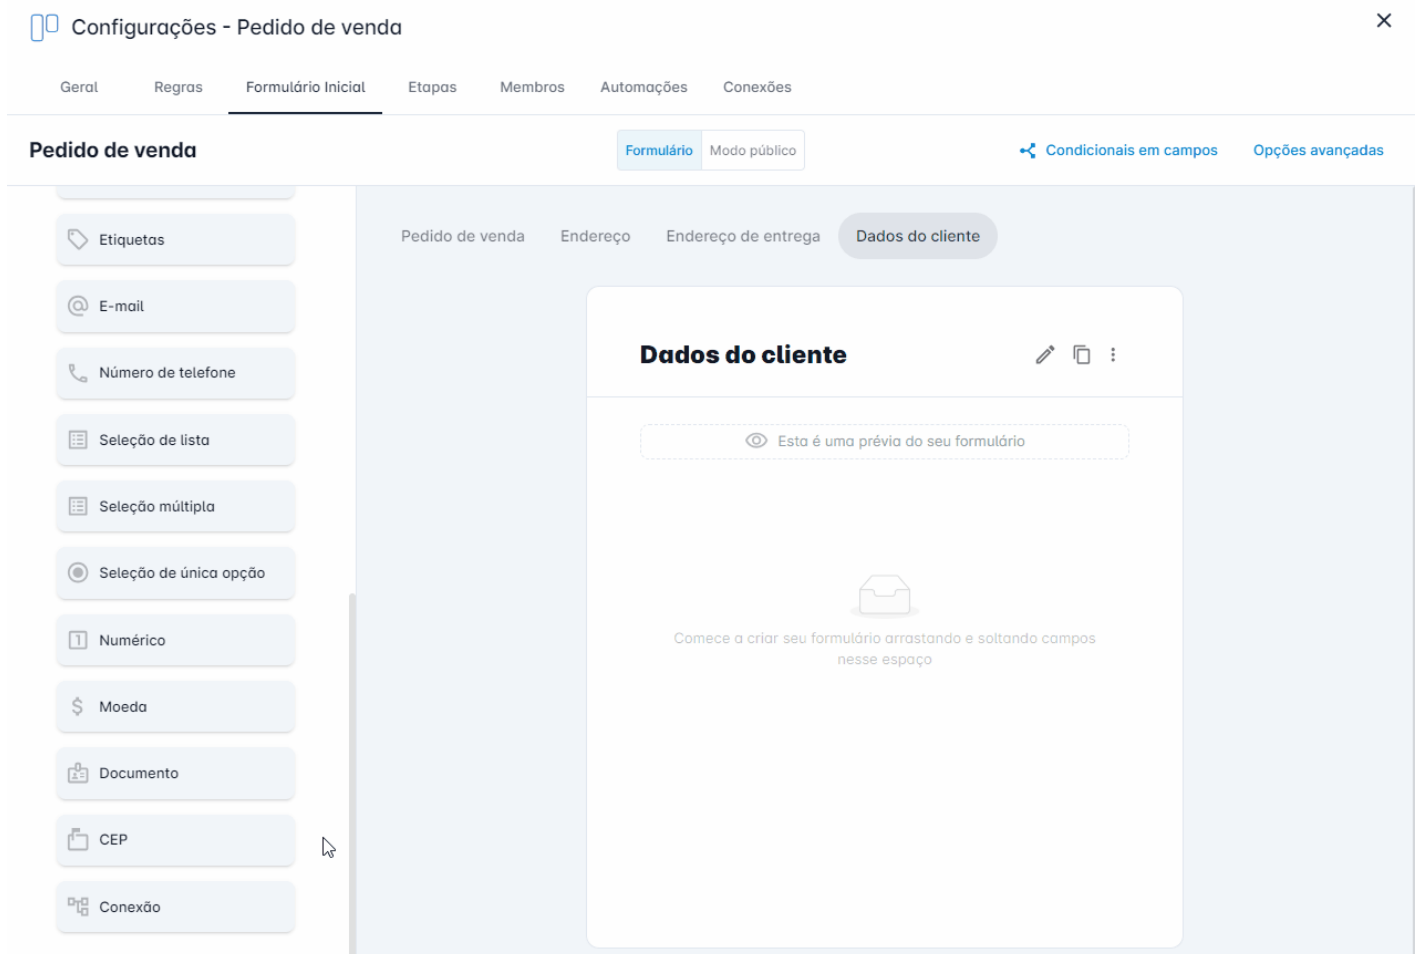 Configurações - Pedido de venda
Geral
Regras
Formulário Inicial
Etapas
Membros
Automações
Conexões
Pedido de venda
Formulário
Modo público
Condicionais em campos
Opções avançadas
Etiquetas
E-mail
Número de telefone
Seleção de lista
Seleção múltipla
Seleção de única opção
Numérico
Moeda
Documento
CEP
Conexão
Pedido de venda
Endereço
Endereço de entrega
Dados do cliente
Dados do cliente
Esta é uma prévia do seu formulário
Comece a criar seu formulário arrastando e soltando campos
nesse espaço